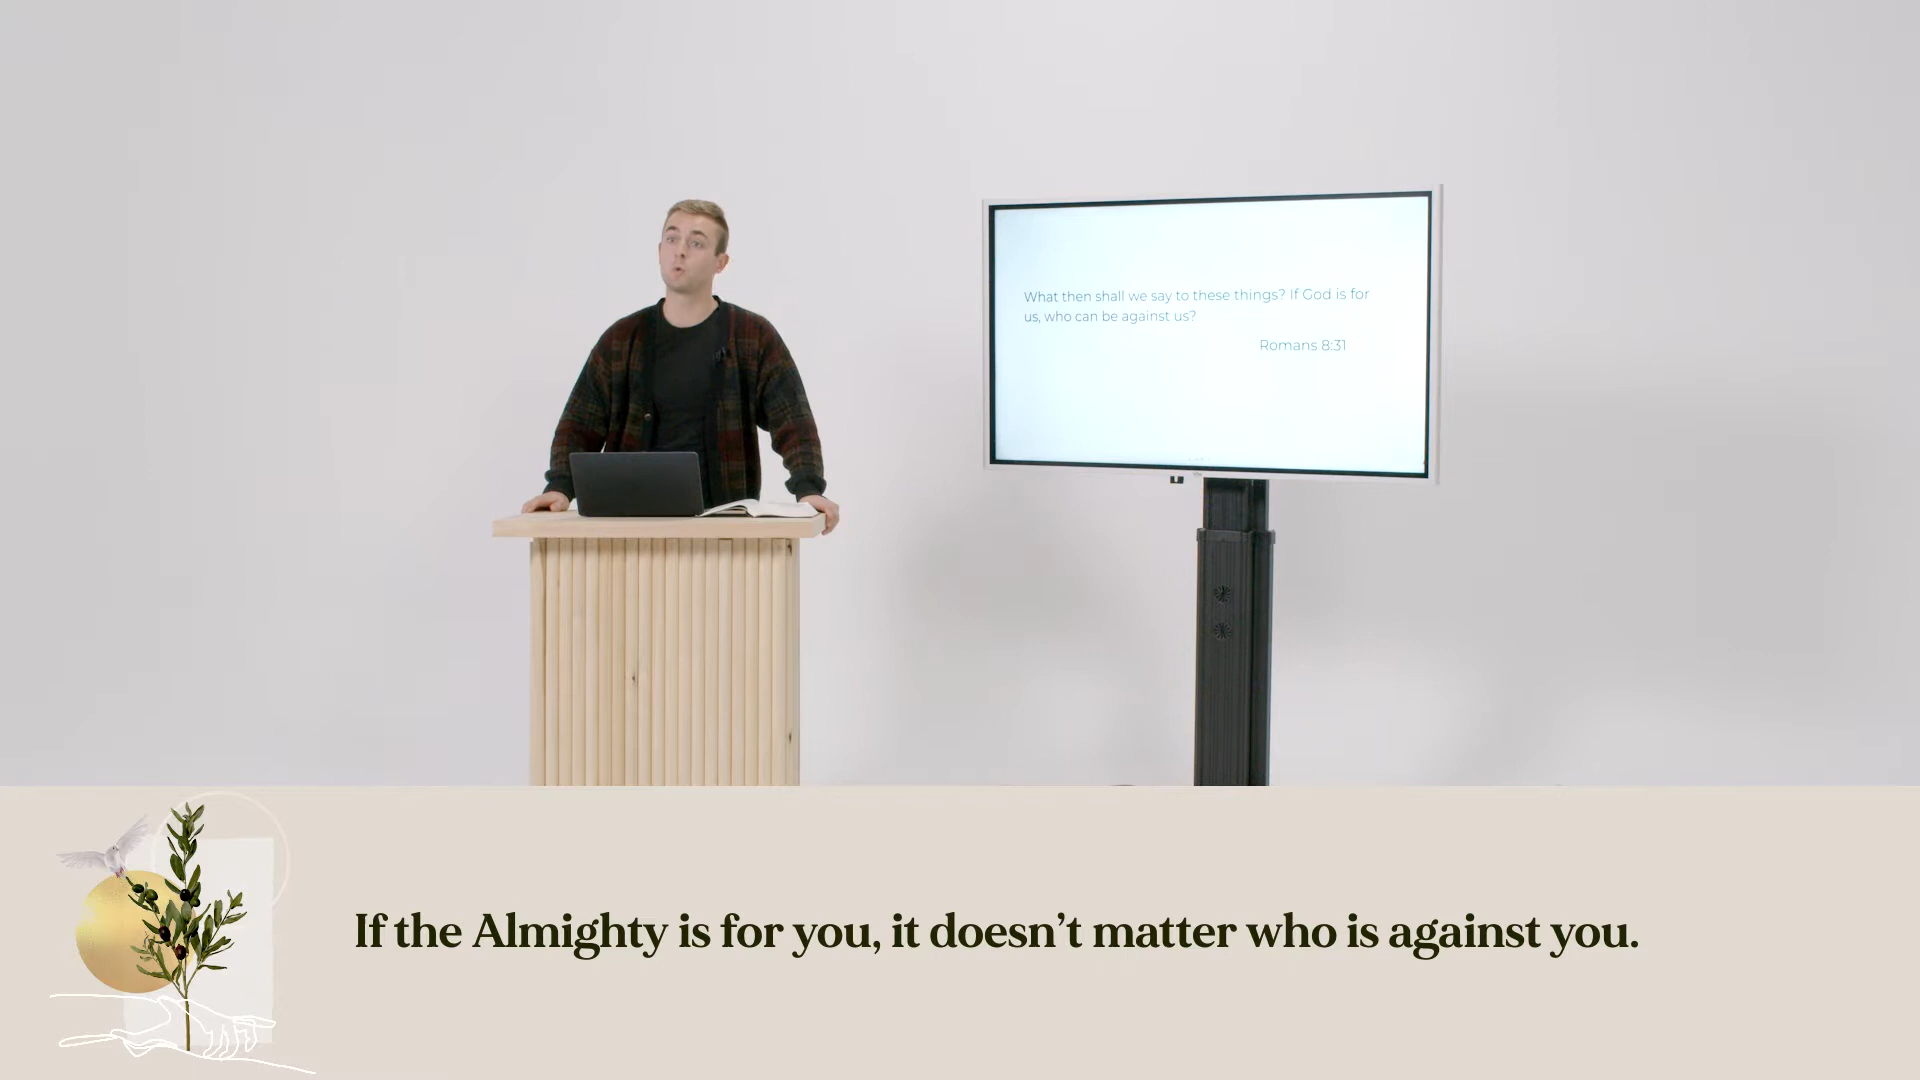 What then shall we say to these things? If God is for
us, who can be against us?
Romans 8:31
If the Almighty is for you, it doesn’t matter who is against you.